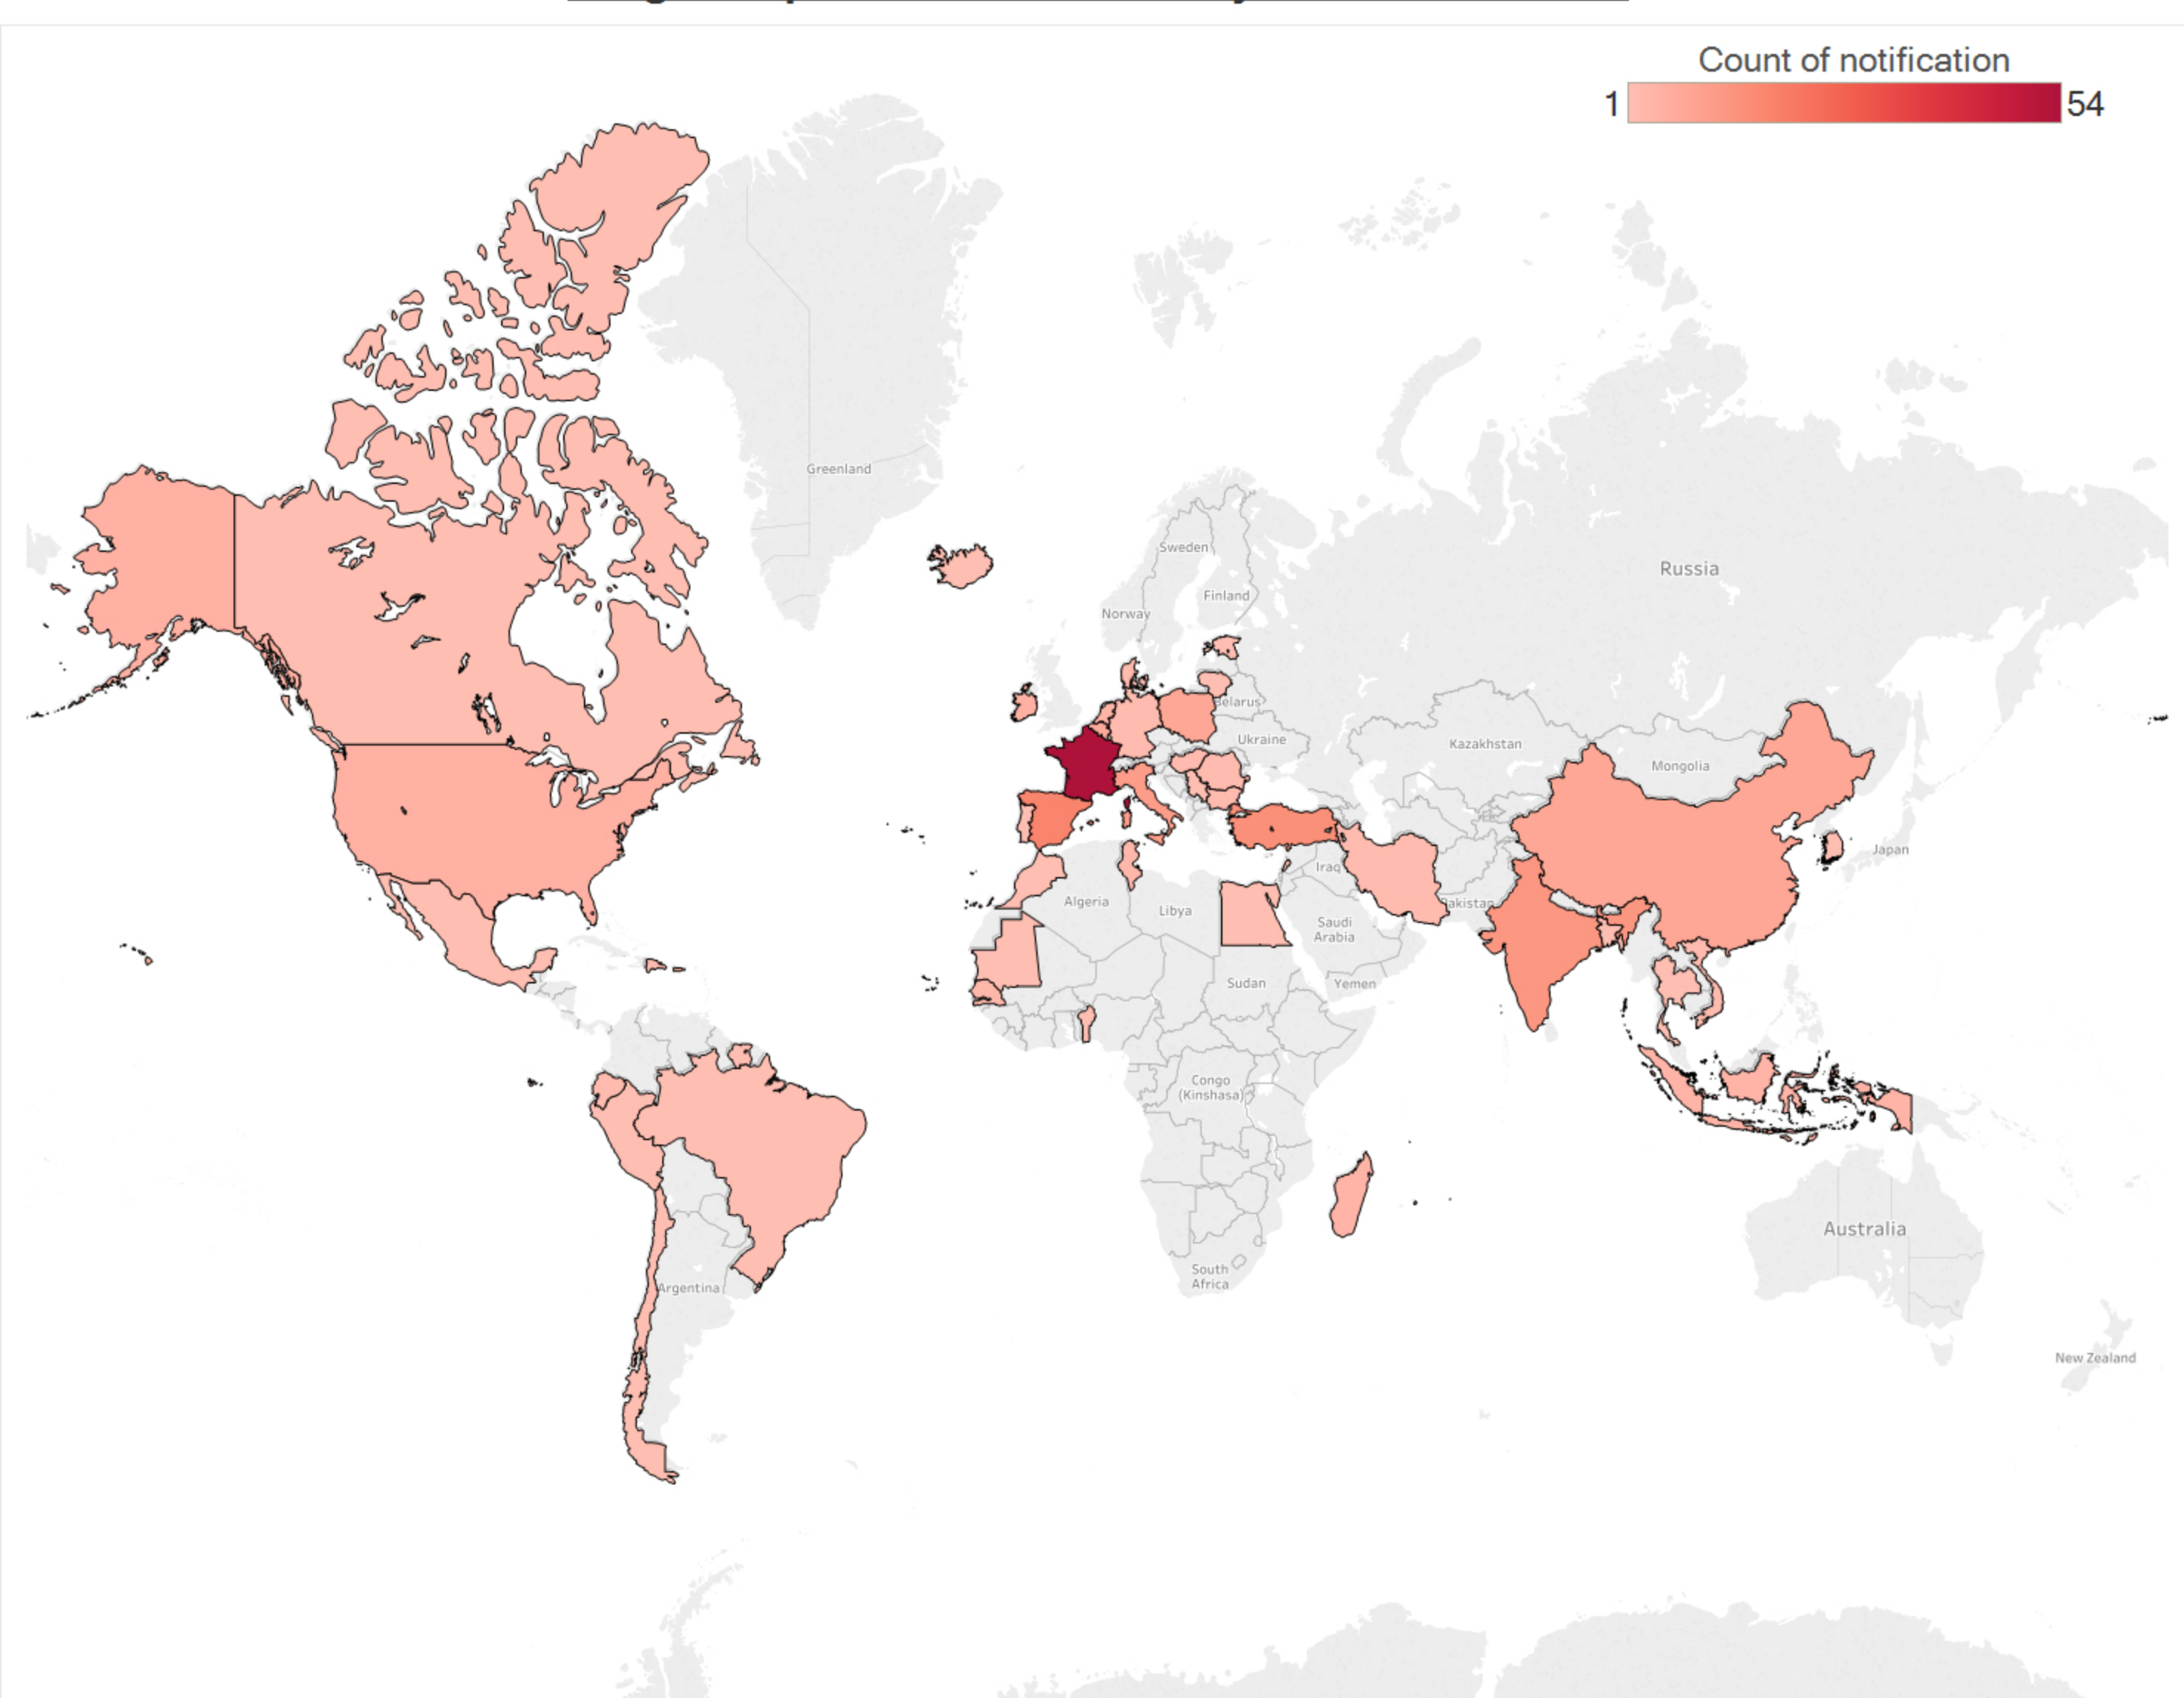 Count of notification
1 54
Greenland
Sweden
Russia
Finland
Norway
Belarus
Ukraine
Kazakhstan
Mongolia
Japan
Iraq
Algeria
Pakistan
Libya
Saudi
Arabia
Sudan
Yemen
Congo
(Kinshasa)
Australia
South
Africa
Argentina
New Zealand